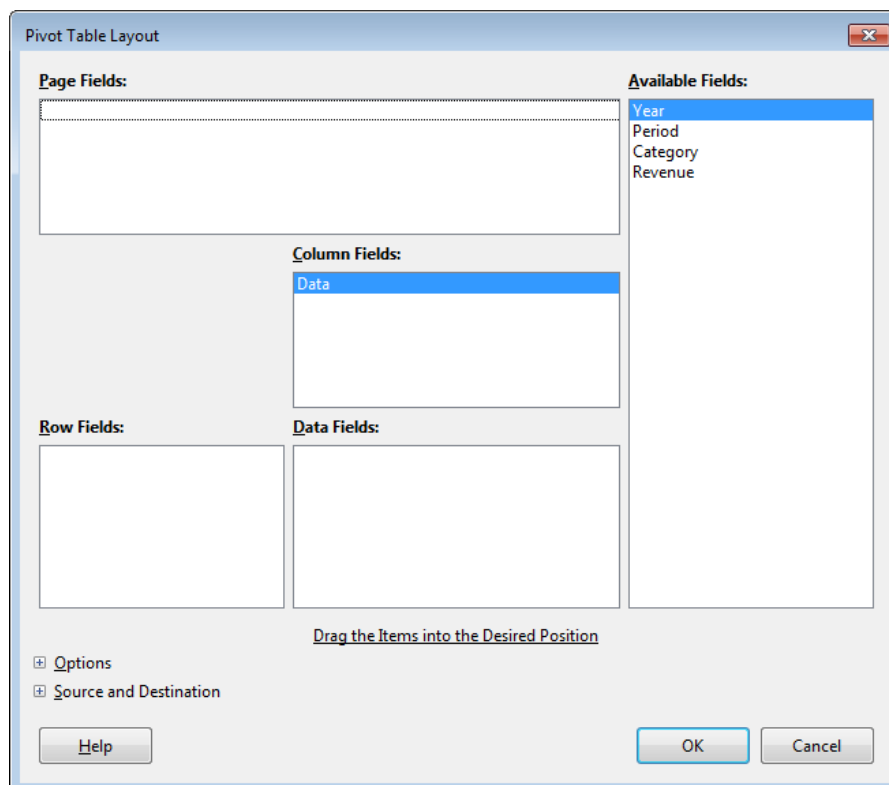 Pivot Table Layout
Page Fields:
Available Fields:
Year
Period
Category
Revenue
Column Fields:
Data
Row Fields:
Data Fields:
Drag the Items into the Desired Position
Options
Source and Destination
Help
OK
Cancel